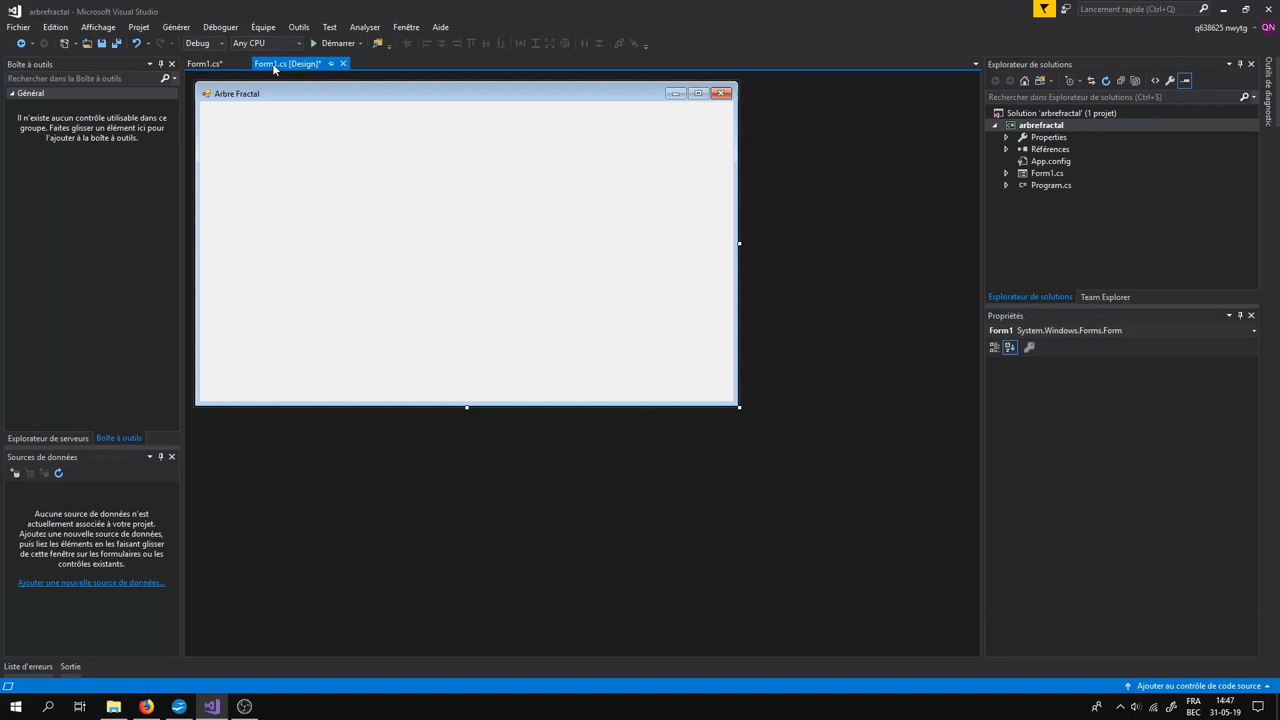 arbrefractal - Microsoft Visual Studio
Lancement rapide (Ctrl+Q)
Fichier Edition Affichage Projet Générer Déboguer Équipe Outils Test Analyser Fenêtre Aide
q638625 nwytg QN
Debug Any CPU Démarrer
Boîte à outils
Rechercher dans la Boîte à outils
Général
Il n'existe aucun contrôle utilisable dans ce
groupe. Faites glisser un élément ici pour
l'ajouter à la boîte à outils.
Explorateur de serveurs Boîte à outils
Sources de données
Aucune source de données n'est
actuellement associée à votre projet.
Ajoutez une nouvelle source de données,
puis liez les éléments en les faisant glisser
de cette fenêtre sur les formulaires ou les
contrôles existants.
Ajouter une nouvelle source de données...
Liste d'erreurs Sortie
Form1.cs* Form1.cs [Design]*
Arbre Fractal
Explorateur de solutions
Rechercher dans Explorateur de solutions (Ctrl+$)
Solution 'arbrefractal' (1 projet)
arbrefractal
Properties
Références
App.config
Form1.cs
Program.cs
Explorateur de solutions Team Explorer
Propriétés
Form1 System.Windows.Forms.Form
Outils de diagnostic
Ajouter au contrôle de code source
FRA
BEC
14:47
31-05-19